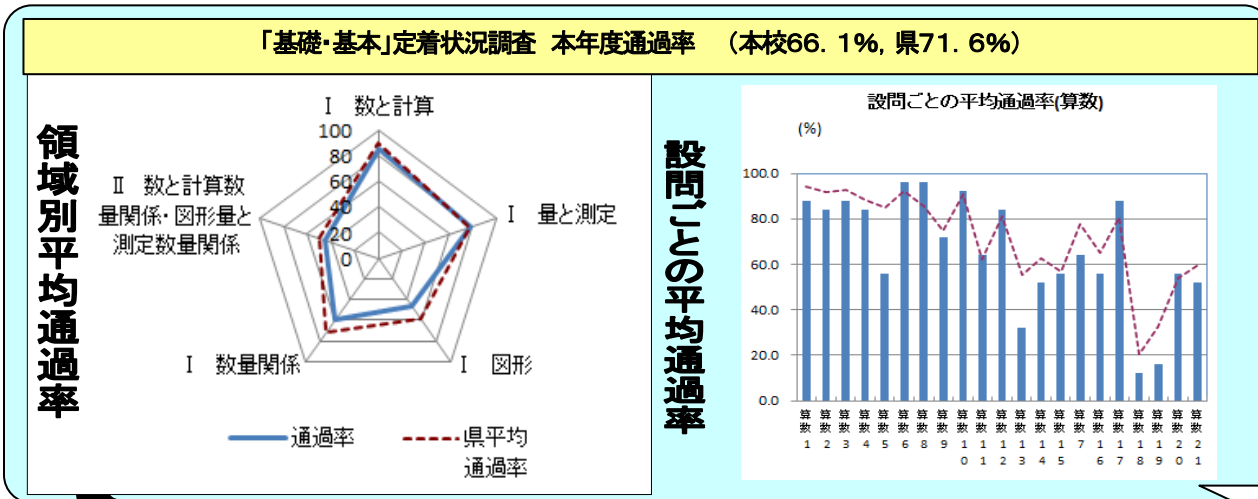 「基礎・基本」定着状況調査 本年度通過率 (本校66．1%，県71．6%)
領域別平均通過率
Ⅰ 数と計算
100
80
60
40
20
0
Ⅱ 数と計算数
量関係・図形量と
測定数量関係
Ⅰ 量と測定
Ⅰ 数量関係
Ⅰ 図形
通過率
県平均
通過率
設問ごとの平均通過率
設問ごとの平均通過率(算数)
(%)
100.0
80.0
60.0
40.0
20.0
0.0
算数1
算数2
算数3
算数4
算数5
算数6
算数8
算数9
算数10
算数11
算数12
算数13
算数14
算数15
算数7
算数16
算数17
算数18
算数19
算数20
算数21